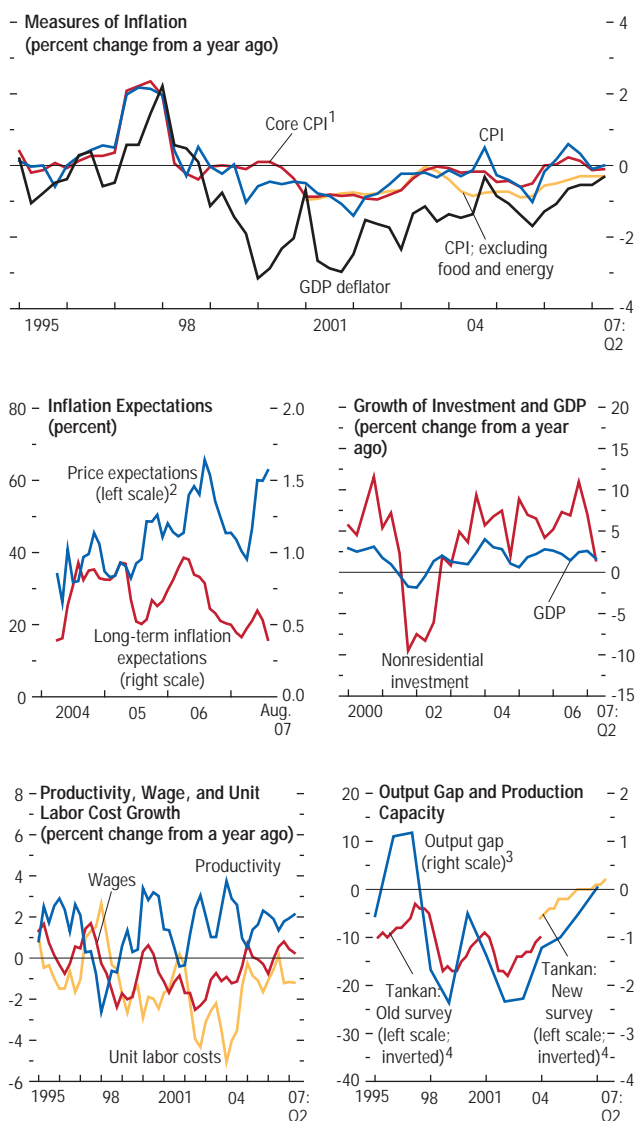 Measures of Inflation
(percent change from a year ago)
4
2
0
-2
-4
Core CPI1
CPI
CPI; excluding
food and energy
GDP deflator
1995
98
2001
04
07:
Q2
Inflation Expectations
(percent)
80
60
40
20
0
2.0
1.5
1.0
0.5
0.0
Price expectations
(left scale)2
Long-term inflation
expectations
(right scale)
2004
05
06
Aug.
07
Growth of Investment and GDP
(percent change from a year
ago)
20
15
10
5
0
-5
-10
-15
GDP
Nonresidential
investment
2000
02
04
06
07:
Q2
Productivity, Wage, and Unit
Labor Cost Growth
(percent change from a year ago)
8
6
4
2
0
-2
-4
-6
Wages
Productivity
Unit labor costs
1995
98
2001
04
07:
Q2
Output Gap and Production
Capacity
20
10
0
-10
-20
-30
-40
2
1
0
-1
-2
-3
-4
Output gap
(right scale)3
Tankan:
Old survey
(left scale;
inverted)4
Tankan:
New
survey
(left scale;
inverted)4
1995
98
2001
04
07:
Q2